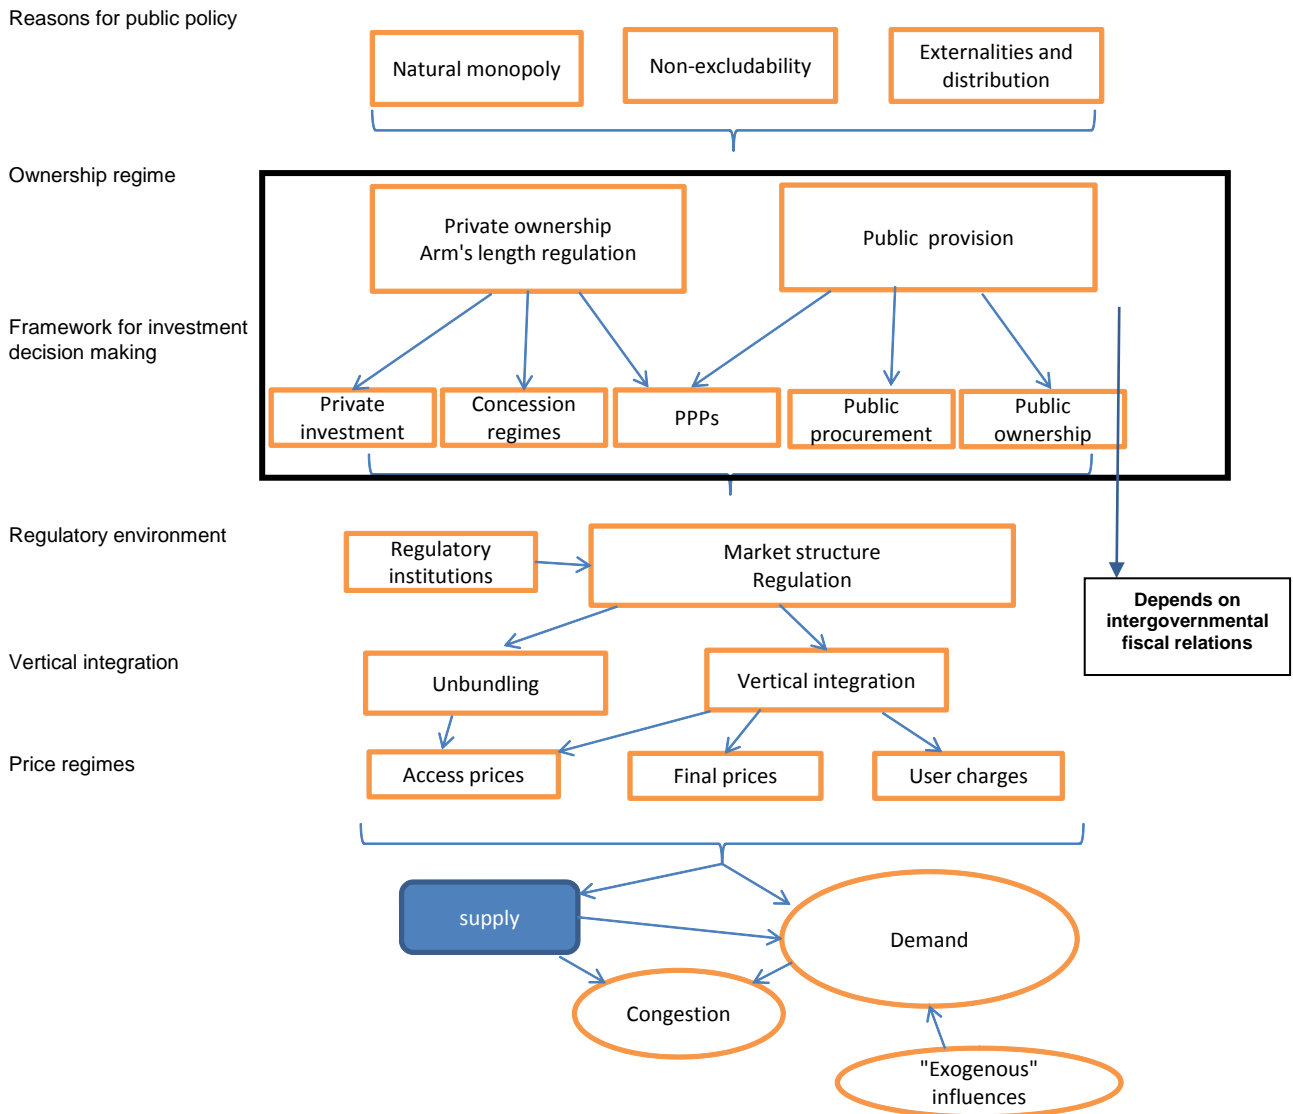 Reasons for public policy
Natural monopoly
Non-excludability
Externalities and
distribution
Ownership regime
Private ownership
Arm's length regulation
Public provision
Framework for investment
decision making
Private
investment
Concession
regimes
PPPs
Public
procurement
Public
ownership
Regulatory environment
Regulatory
institutions
Market structure
Regulation
Depends on
intergovernmental
fiscal relations
Vertical integration
Unbundling
Vertical integration
Price regimes
Access prices
Final prices
User charges
supply
Demand
Congestion
"Exogenous"
influences